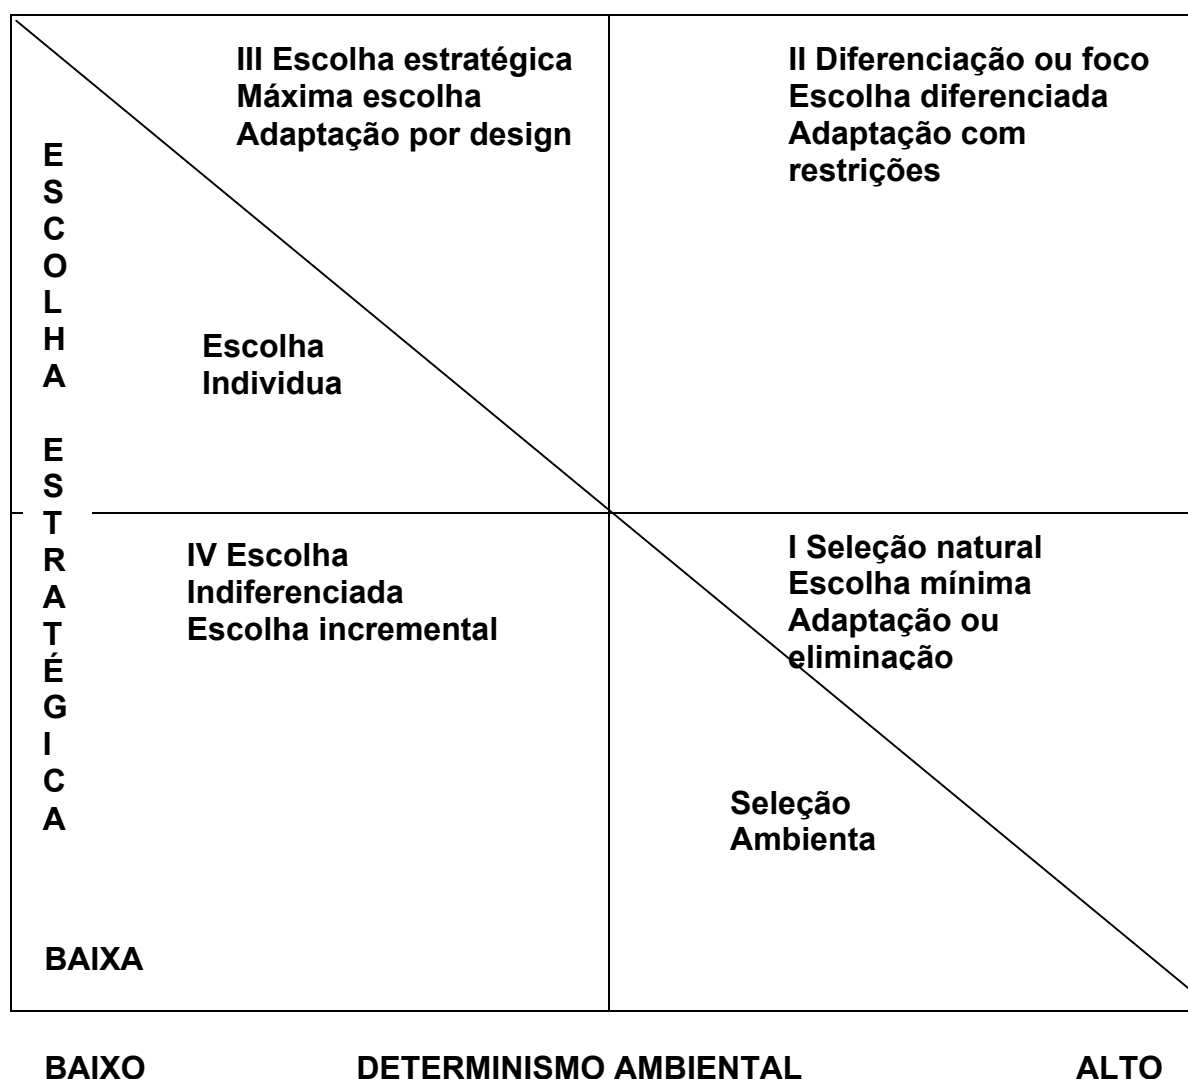 III Escolha estratégica
Máxima escolha
Adaptação por design
II Diferenciação ou foco
Escolha diferenciada
Adaptação com
restrições
E
S
C
O
L
H
A
E
S
T
R
A
T
É
G
I
C
A
Escolha
Individua
IV Escolha
Indiferenciada
Escolha incremental
I Seleção natural
Escolha mínima
Adaptação ou
eliminação
Seleção
Ambienta
BAIXA
BAIXO
DETERMINISMO AMBIENTAL
ALTO